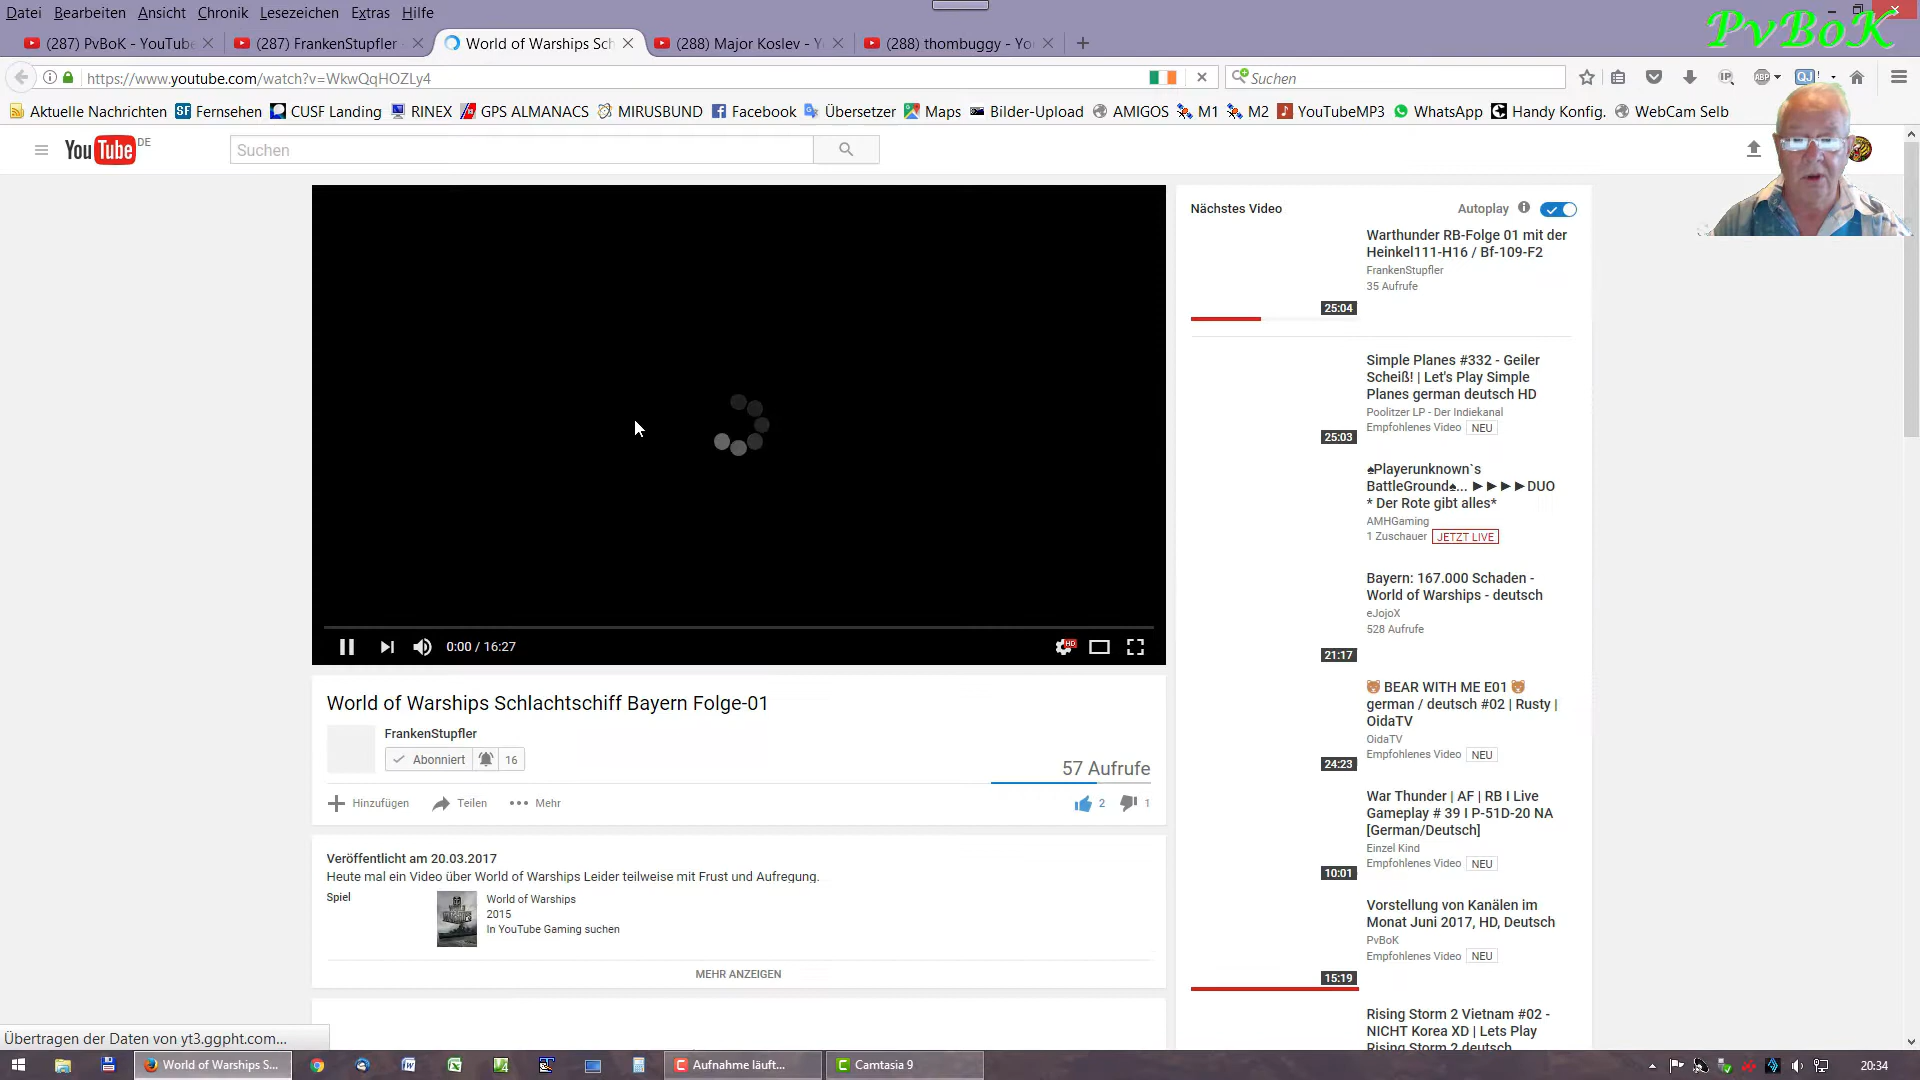 Datei Bearbeiten Ansicht Chronik Lesezeichen Extras Hilfe
PvBoK
(287) PvBoK - YouTube
(287) FrankenStupfler
World of Warships Sch
(288) Major Koslev - Y
(288) thombuggy - Yo
https://www.youtube.com/watch?v=WkwQqHOZLy4
Suchen
Aktuelle Nachrichten Fernsehen CUSF Landing RINEX GPS ALMANACS MIRUSBUND Facebook Übersetzer Maps Bilder-Upload AMIGOS M1 M2 YouTubeMP3 WhatsApp Handy Konfig. WebCam Selb
YouTube DE
Suchen
0:00 / 16:27
HD
World of Warships Schlachtschiff Bayern Folge-01
FrankenStupfler
Abonniert 16
57 Aufrufe
Hinzufügen Teilen Mehr
2 1
Veröffentlicht am 20.03.2017
Heute mal ein Video über World of Warships Leider teilweise mit Frust und Aufregung.
Spiel
World of Warships
2015
In YouTube Gaming suchen
MEHR ANZEIGEN
Nächstes Video
Autoplay
Warthunder RB-Folge 01 mit der
Heinkel111-H16 / Bf-109-F2
FrankenStupfler
35 Aufrufe
25:04
Simple Planes #332 - Geiler
Scheiß! | Let's Play Simple
Planes german deutsch HD
Poolitzer LP - Der Indiekanal
Empfohlenes Video NEU
25:03
♠Playerunknown`s
BattleGround♠... ►►►►DUO
* Der Rote gibt alles*
AMHGaming
1 Zuschauer JETZT LIVE
Bayern: 167.000 Schaden -
World of Warships - deutsch
eJojoX
528 Aufrufe
21:17
🐻 BEAR WITH ME E01 🐻
german / deutsch #02 | Rusty |
OidaTV
OidaTV
Empfohlenes Video NEU
24:23
War Thunder | AF | RB I Live
Gameplay # 39 I P-51D-20 NA
[German/Deutsch]
Einzel Kind
Empfohlenes Video NEU
10:01
Vorstellung von Kanälen im
Monat Juni 2017, HD, Deutsch
PvBoK
Empfohlenes Video NEU
15:19
Rising Storm 2 Vietnam #02 -
NICHT Korea XD | Lets Play
Rising Storm 2 deutsch
Übertragen der Daten von yt3.ggpht.com...
World of Warships S...
Aufnahme läuft...
Camtasia 9
20:34